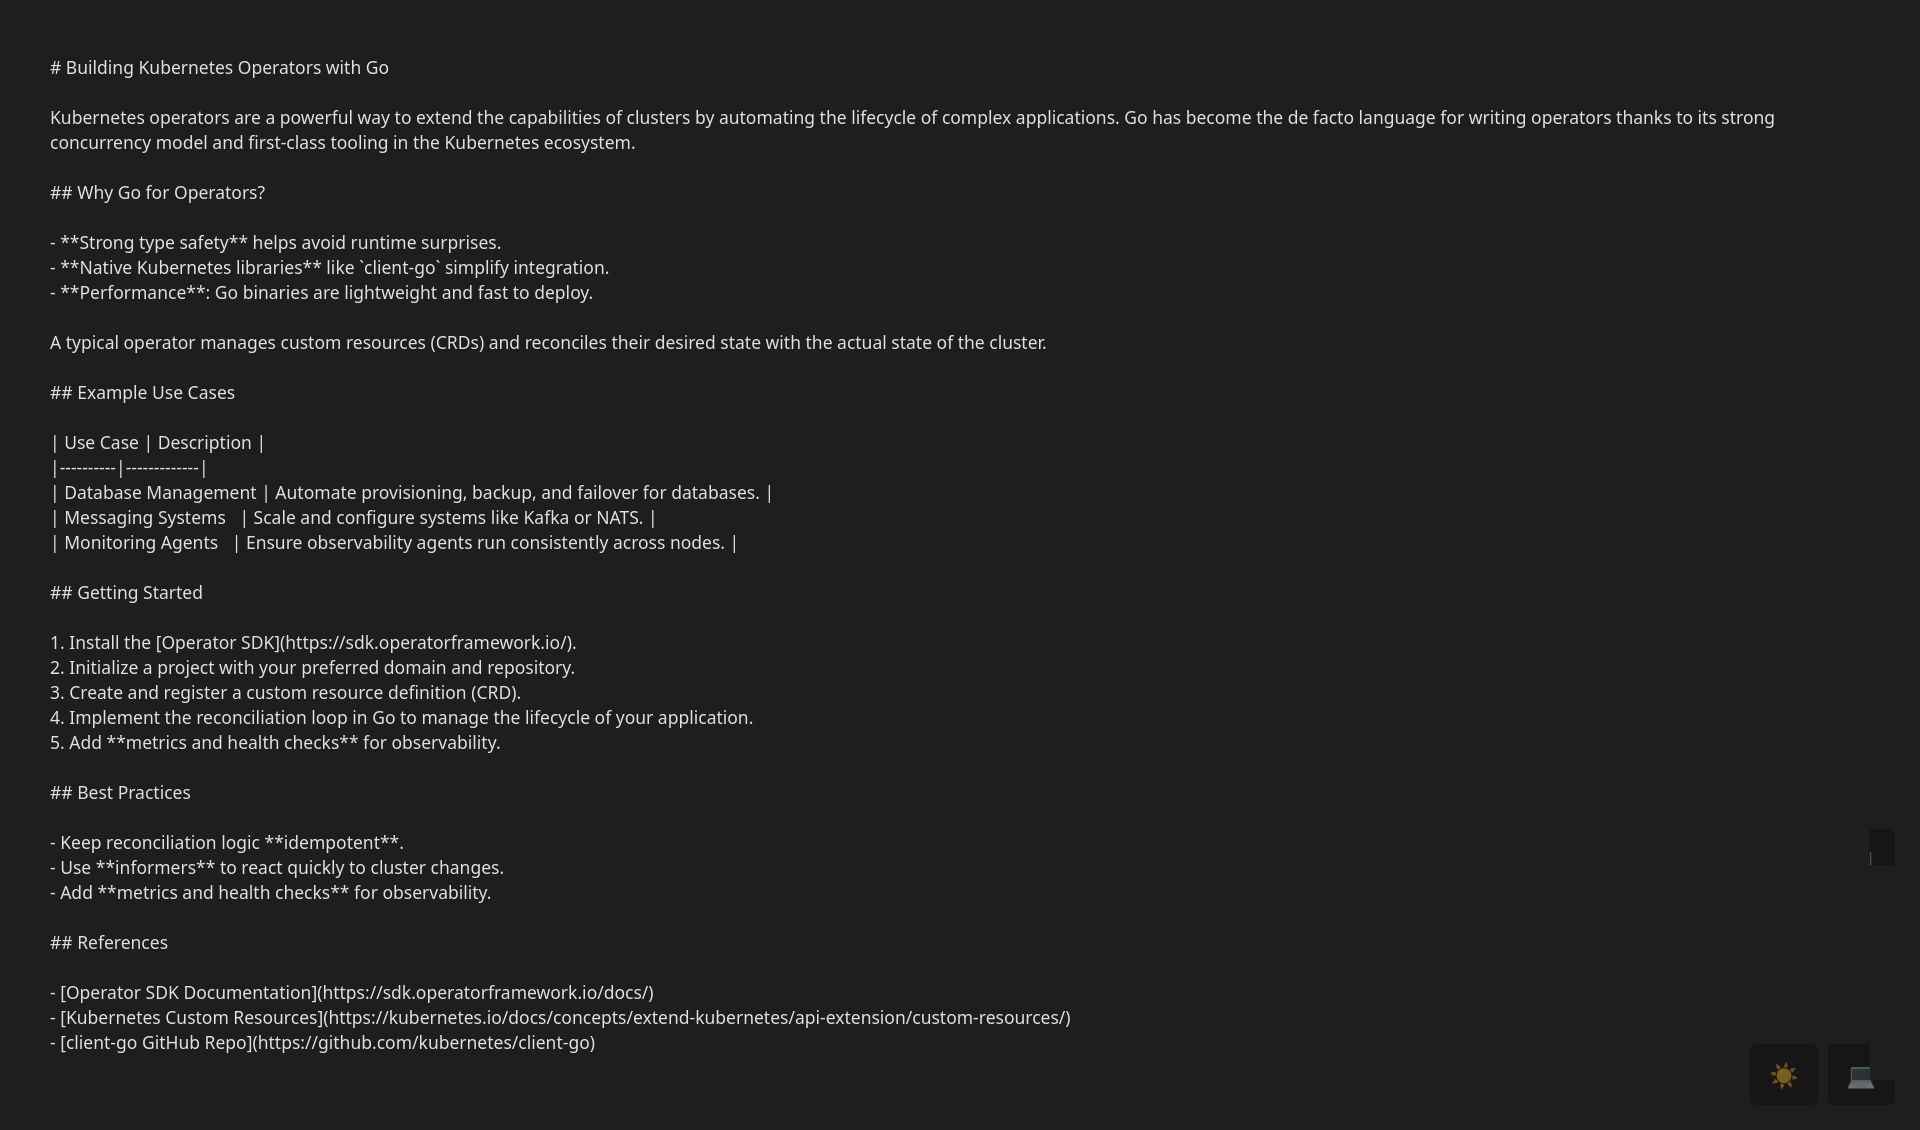 # Building Kubernetes Operators with Go
Kubernetes operators are a powerful way to extend the capabilities of clusters by automating the lifecycle of complex applications. Go has become the de facto language for writing operators thanks to its strong
concurrency model and first-class tooling in the Kubernetes ecosystem.
## Why Go for Operators?
- **Strong type safety** helps avoid runtime surprises.
- **Native Kubernetes libraries** like `client-go` simplify integration.
- **Performance**: Go binaries are lightweight and fast to deploy.
A typical operator manages custom resources (CRDs) and reconciles their desired state with the actual state of the cluster.
## Example Use Cases
| Use Case | Description |
|----------|-------------|
| Database Management | Automate provisioning, backup, and failover for databases. |
| Messaging Systems   | Scale and configure systems like Kafka or NATS. |
| Monitoring Agents   | Ensure observability agents run consistently across nodes. |
## Getting Started
1. Install the [Operator SDK](https://sdk.operatorframework.io/).
2. Initialize a project with your preferred domain and repository.
3. Create and register a custom resource definition (CRD).
4. Implement the reconciliation loop in Go to manage the lifecycle of your application.
5. Add **metrics and health checks** for observability.
## Best Practices
- Keep reconciliation logic **idempotent**.
- Use **informers** to react quickly to cluster changes.
- Add **metrics and health checks** for observability.
## References
- [Operator SDK Documentation](https://sdk.operatorframework.io/docs/)
- [Kubernetes Custom Resources](https://kubernetes.io/docs/concepts/extend-kubernetes/api-extension/custom-resources/)
- [client-go GitHub Repo](https://github.com/kubernetes/client-go)